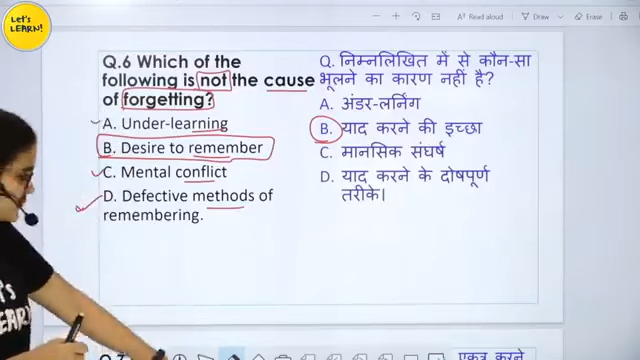 Let's
LEARN!
Read aloud
Draw
Erase
Share
Q.6 Which of the
following is not the cause
of forgetting?
A. Under-learning
B. Desire to remember
C. Mental conflict
D. Defective methods of
remembering.
Q. निम्नलिखित में से कौन-सा
भूलने का कारण नहीं है?
A. अंडर-लर्निंग
B. याद करने की इच्छा
C. मानसिक संघर्ष
D. याद करने के दोषपूर्ण
तरीके।